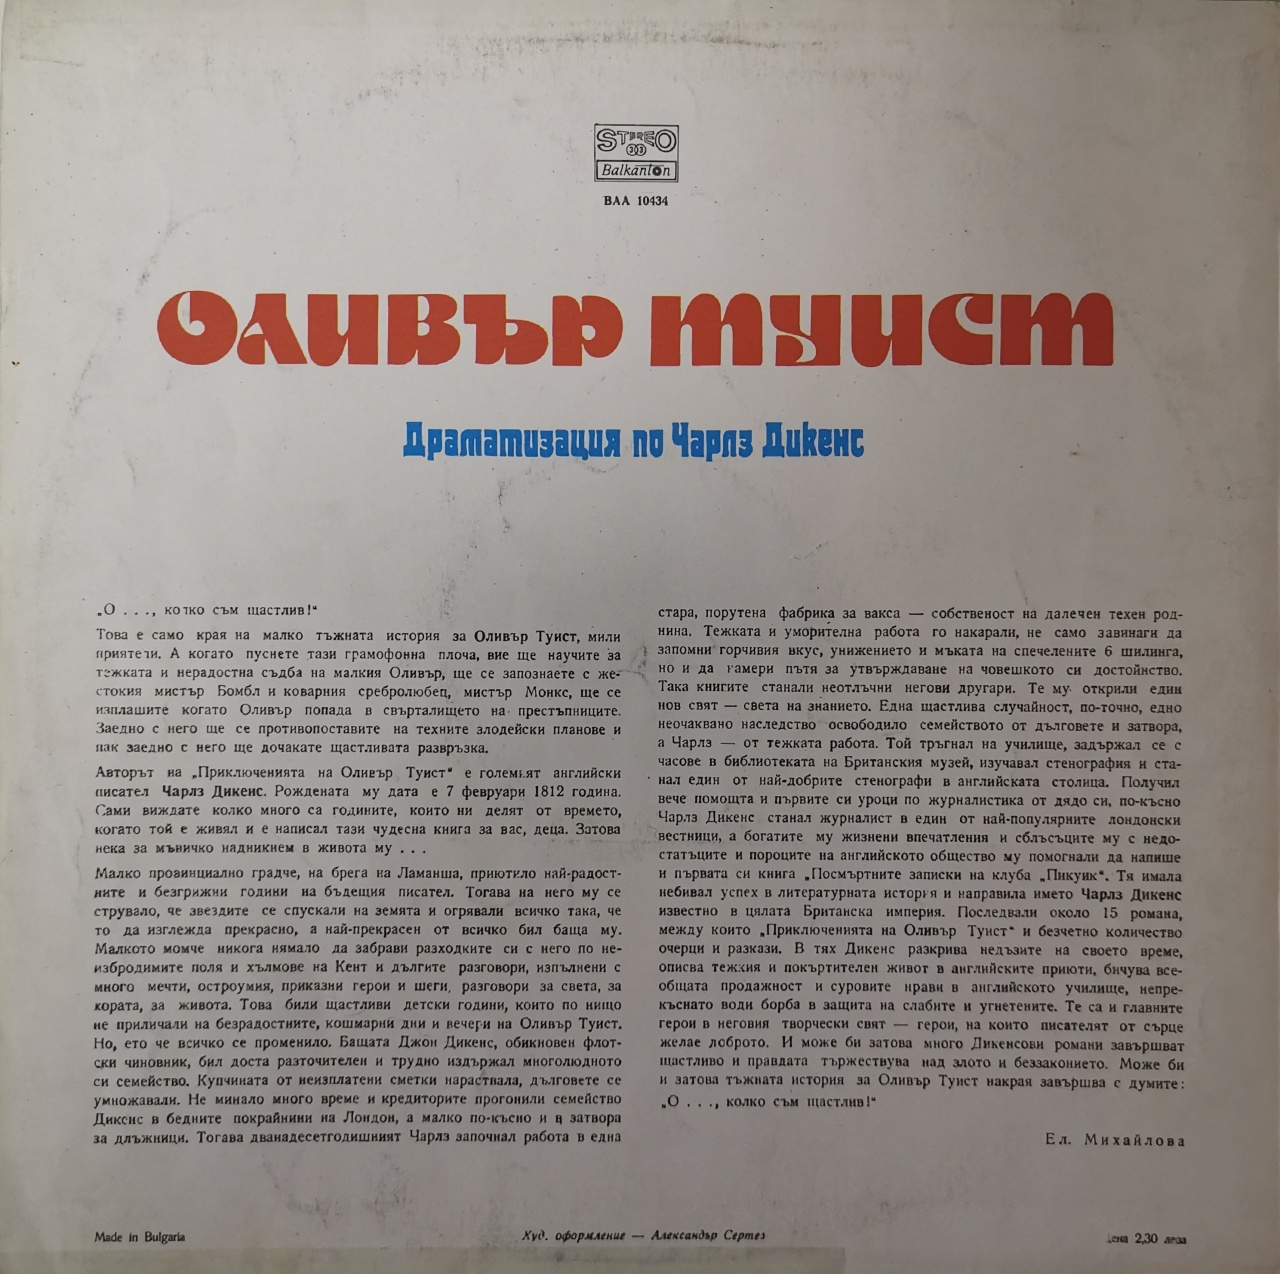 STEREO
33
Balkanton
ВАА 10434
ОЛИВЪР ТУИСТ
Драматизация по Чарлз Дикенс
„О . . ., колко съм щастлив!“
Това е само края на малко тъжната история за Оливър Туист, мили
приятели. А когато пуснете тази грамофонна плоча, вие ще научите за
тежката и нерадостна съдба на малкия Оливър, ще се запознаете с же-
стокия мистър Бомбл и коварния сребролюбец, мистър Монкс, ще се
изплашите когато Оливър попада в свърталището на престъпниците.
Заедно с него ще се противопоставите на техните злодейски планове и
пак заедно с него ще дочакате щастливата развръзка.
Авторът на „Приключенията на Оливър Туист“ е големият английски
писател Чарлз Дикенс. Рождената му дата е 7 февруари 1812 година.
Сами виждате колко много са годините, които ни делят от времето,
когато той е живял и е написал тази чудесна книга за вас, деца. Затова
нека за мъничко надникнем в живота му . . .
Малко провинциално градче, на брега на Ламанша, приютило най-радост-
ните и безгрижни години на бъдещия писател. Тогава на него му се
струвало, че звездите се спускали на земята и огрявали всичко така, че
то да изглежда прекрасно, а най-прекрасен от всичко бил баща му.
Малкото момче никога нямало да забрави разходките си с него по не-
избродимите поля и хълмове на Кент и дългите разговори, изпълнени с
много мечти, остроумия, приказни герои и шеги, разговори за света, за
хората, за живота. Това били щастливи детски години, които по нищо
не приличали на безрадостните, кошмарни дни и вечери на Оливър Туист.
Но, ето че всичко се променило. Бащата Джон Дикенс, обикновен флот-
ски чиновник, бил доста разточителен и трудно издържал многолюдното
си семейство. Купчината от неизплатени сметки нараствала, дълговете се
умножавали. Не минало много време и кредиторите прогонили семейство
Дикенс в бедните покрайнини на Лондон, а малко по-късно и в затвора
за длъжници. Тогава дванадесетгодишният Чарлз започнал работа в една
стара, порутена фабрика за вакса — собственост на далечен техен род-
нина. Тежката и уморителна работа го накарали, не само завинаги да
запомни горчивия вкус, унижението и мъката на спечелените 6 шилинга,
но и да намери пътя за утвърждаване на човешкото си достойнство.
Така книгите станали неотлъчни негови другари. Те му открили един
нов свят — света на знанието. Една щастлива случайност, по-точно, едно
неочаквано наследство освободило семейството от дълговете и затвора,
а Чарлз — от тежката работа. Той тръгнал на училище, задържал се с
часове в библиотеката на Британския музей, изучавал стенография и ста-
нал един от най-добрите стенографи в английската столица. Получил
вече помощта и първите си уроци по журналистика от дядо си, по-късно
Чарлз Дикенс станал журналист в един от най-популярните лондонски
вестници, а богатите му жизнени впечатления и сблъсъците му с недо-
статъците и пороците на английското общество му помогнали да напише
и първата си книга „Посмъртните записки на клуба „Пикуик“. Тя имала
небивал успех в литературната история и направила името Чарлз Дикенс
известно в цялата Британска империя. Последвали около 15 романа,
между които „Приключенията на Оливър Туист“ и безчетно количество
очерци и разкази. В тях Дикенс разкрива недъзите на своето време,
описва тежкия и покъртителен живот в английските приюти, бичува все-
общата продажност и суровите нрави в английското училище, непре-
къснато води борба в защита на слабите и угнетените. Те са и главните
герои в неговия творчески свят — герои, на които писателят от сърце
желае доброто. И може би затова много Дикенсови романи завършват
щастливо и правдата тържествува над злото и беззаконието. Може би
и затова тъжната история за Оливър Туист накрая завършва с думите:
„О . . ., колко съм щастлив!“
Ел. Михайлова
Made in Bulgaria
Худ. оформление — Александър Сертез
Цена 2,30 лева